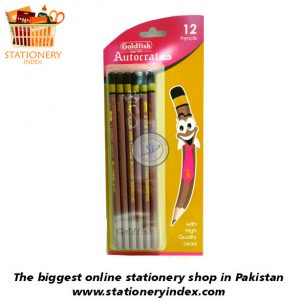 STATIONERY
INDEX
12
Pencils
Goldfish
Autocrat
with
High
Quality
Lead
Goldfish
The biggest online stationery shop in Pakistan
www.stationeryindex.com